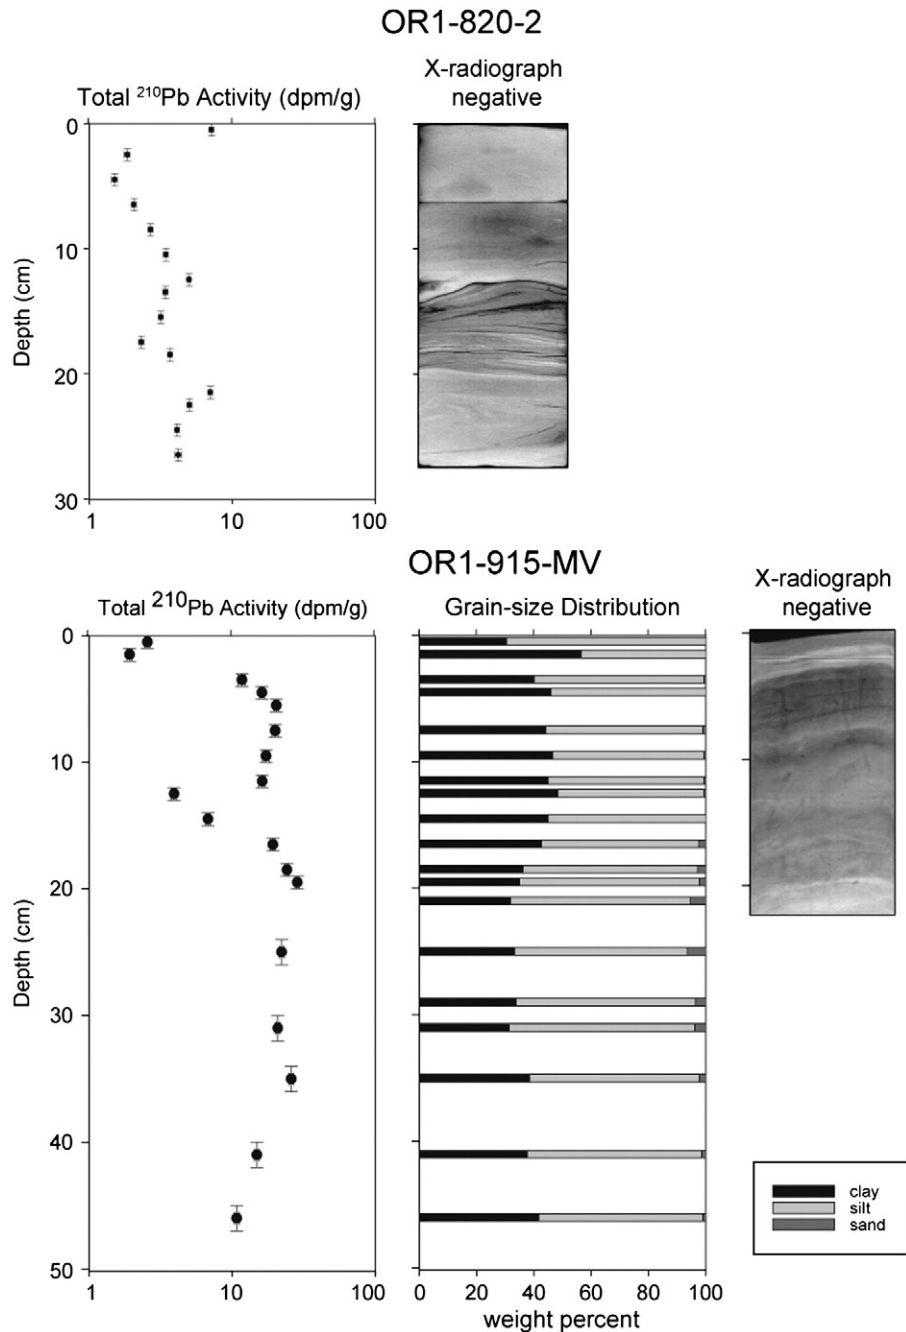 OR1-820-2
X-radiograph
negative
Total ²¹⁰Pb Activity (dpm/g)
0
10
20
30
Depth (cm)
1
10
100
OR1-915-MV
Total ²¹⁰Pb Activity (dpm/g)
Grain-size Distribution
X-radiograph
negative
0
10
20
30
40
50
Depth (cm)
1
10
100
0
20
40
60
80
100
weight percent
clay
silt
sand